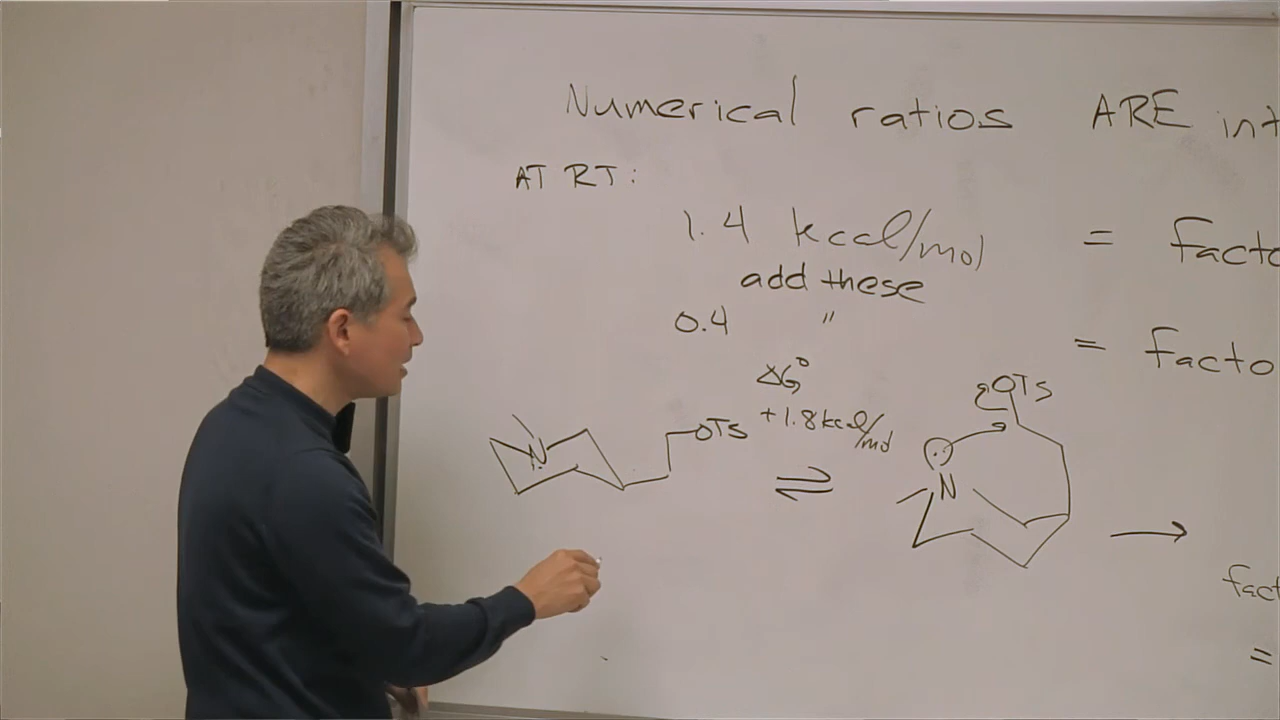 Numerical ratios ARE int
AT RT:
1.4 kcal/mol = facto
add these
0.4 " = facto
ΔG°
+1.8 kcal/mol
OTS
OTS
N
N
fact
=